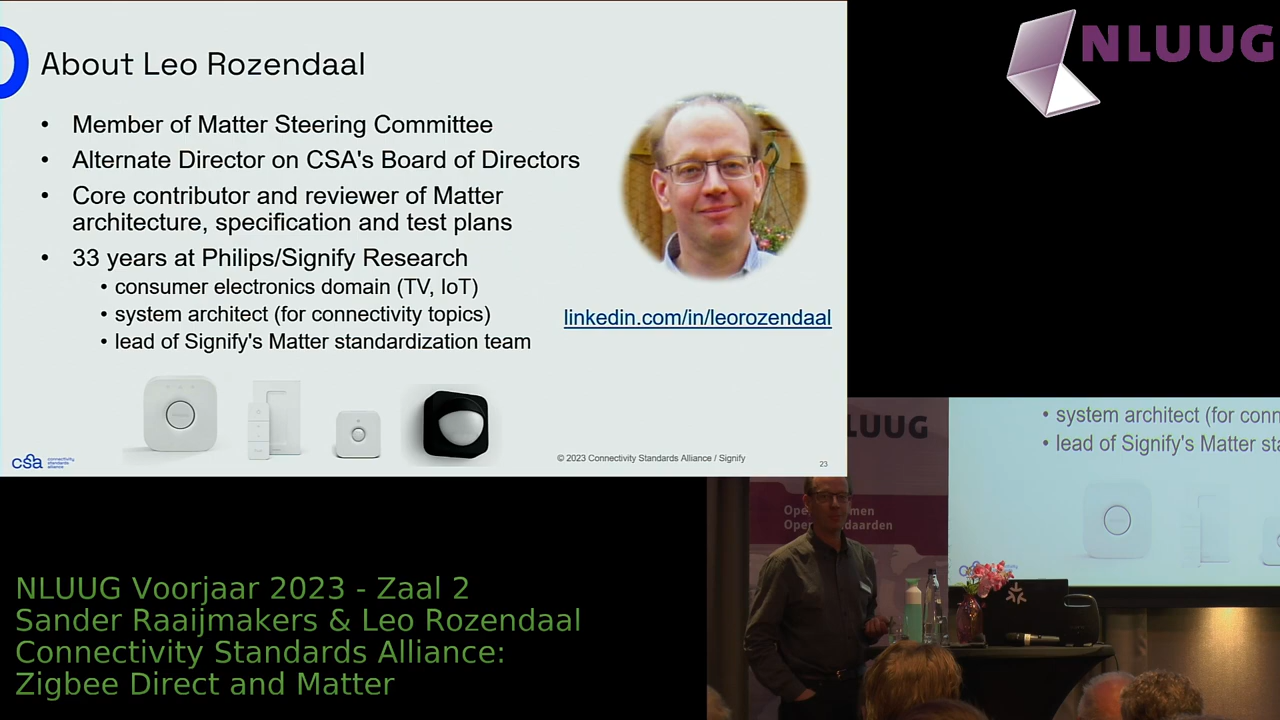 About Leo Rozendaal
• Member of Matter Steering Committee
• Alternate Director on CSA's Board of Directors
• Core contributor and reviewer of Matter
architecture, specification and test plans
• 33 years at Philips/Signify Research
• consumer electronics domain (TV, IoT)
• system architect (for connectivity topics)
• lead of Signify's Matter standardization team
linkedin.com/in/leorozendaal
csa connectivity
standards
alliance
© 2023 Connectivity Standards Alliance / Signify
23
NLUUG
LUUG
• system architect (for conn
• lead of Signify's Matter sta
NLUUG Voorjaar 2023 - Zaal 2
Sander Raaijmakers & Leo Rozendaal
Connectivity Standards Alliance:
Zigbee Direct and Matter